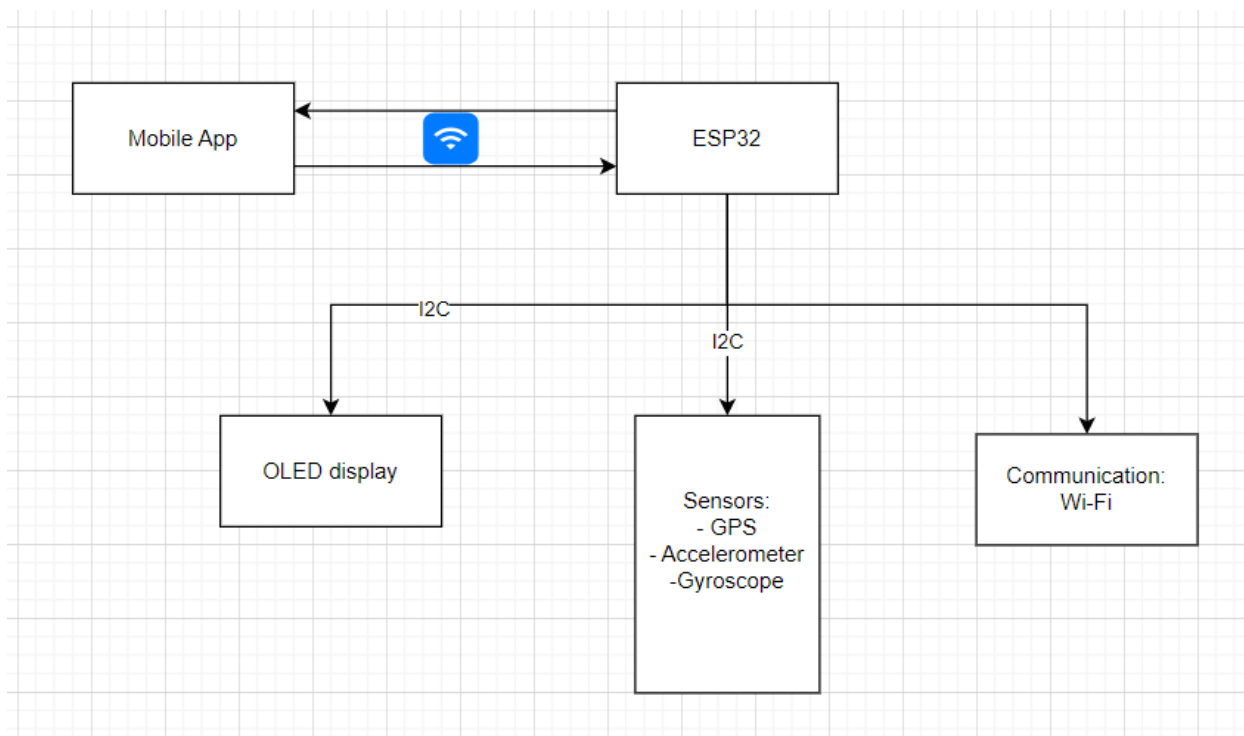 Mobile App
ESP32
I2C
I2C
OLED display
Sensors:
- GPS
- Accelerometer
-Gyroscope
Communication:
Wi-Fi